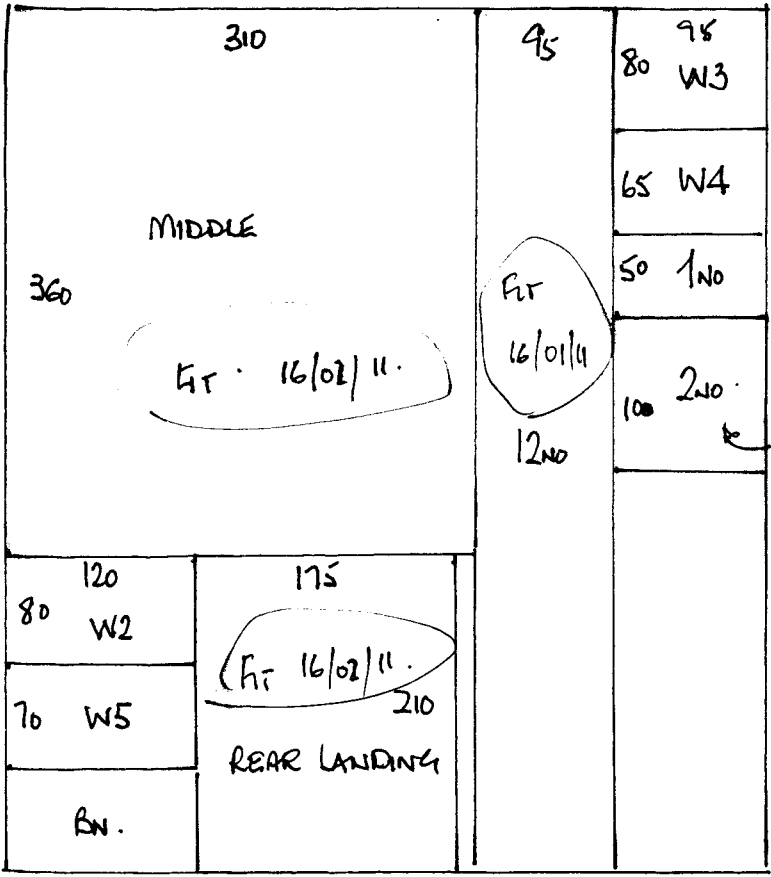 310
MIDDLE
360
FIT. 16/02/11.
95
FIT
16/01/11
12NO
95
80 W3
65 W4
50 1NO
100 2NO.
120
80 W2
70 W5
BN.
175
FIT 16/02/11.
210
REAR LANDING